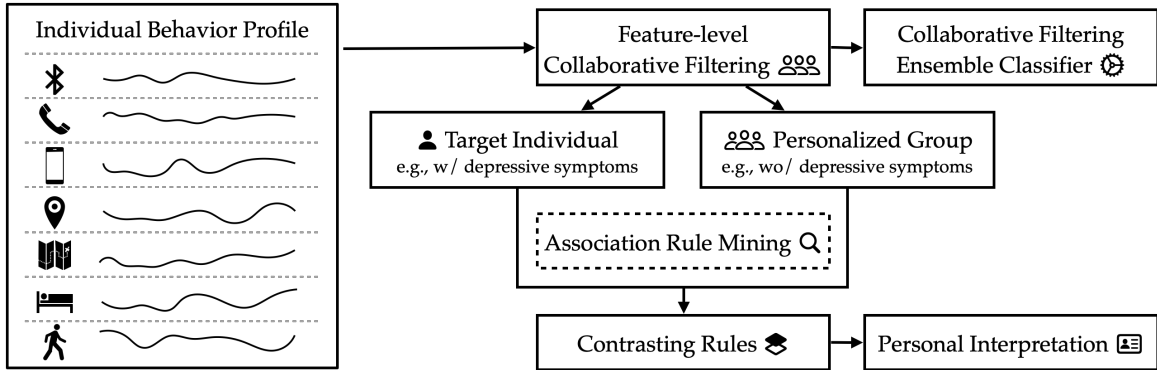 Individual Behavior Profile
Feature-level
Collaborative Filtering
Collaborative Filtering
Ensemble Classifier
Target Individual
e.g., w/ depressive symptoms
Personalized Group
e.g., wo/ depressive symptoms
Association Rule Mining
Contrasting Rules
Personal Interpretation